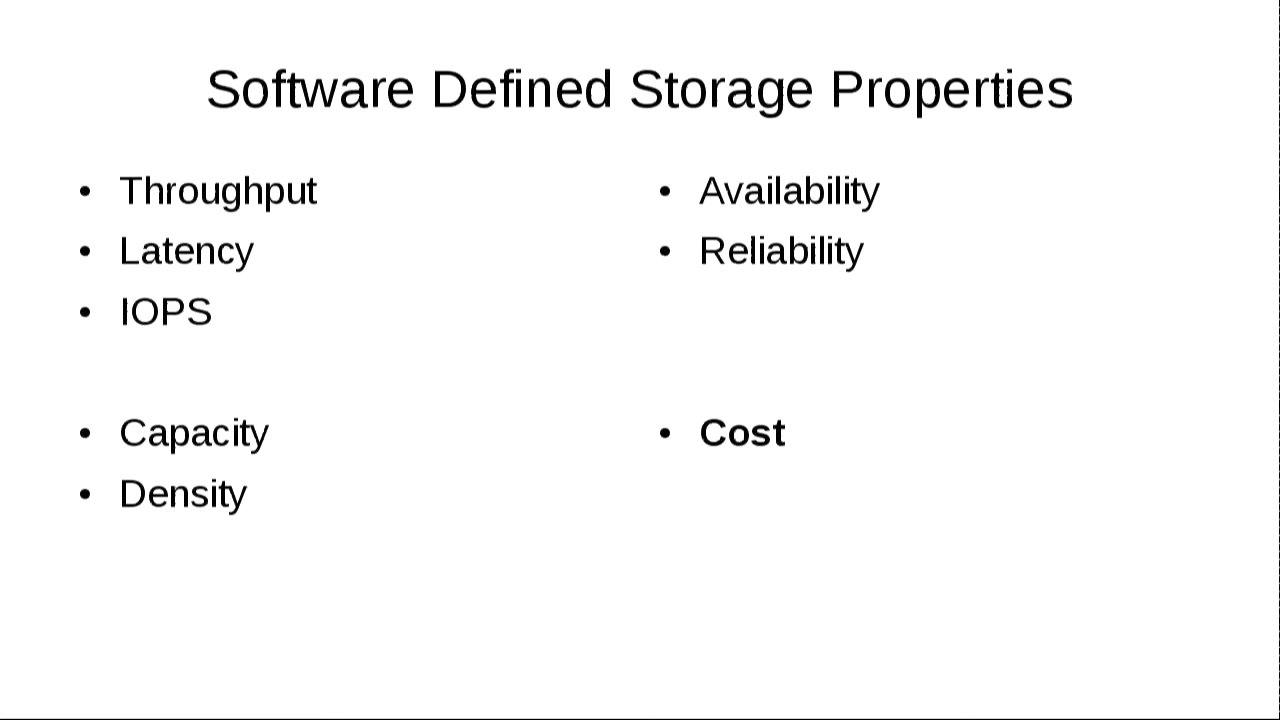 Software Defined Storage Properties
• Throughput
• Latency
• IOPS
• Capacity
• Density
• Availability
• Reliability
• Cost